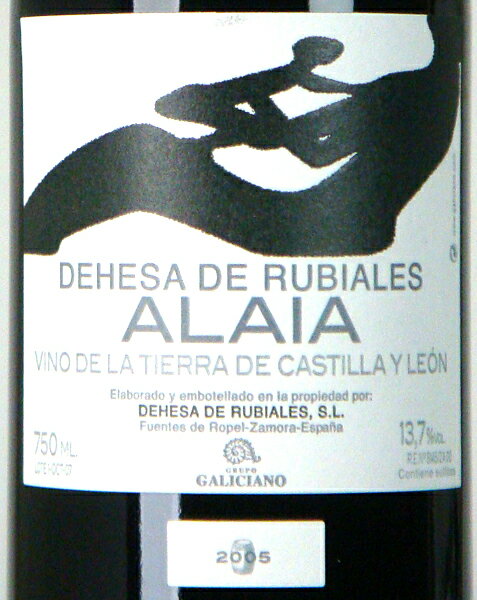 DEHESA DE RUBIALES
ALAIA
VINO DE LA TIERRA DE CASTILLA Y LEÓN
Elaborado y embotellado en la propiedad por:
DEHESA DE RUBIALES, S.L.
Fuentes de Ropel-Zamora-España
750 ML.
13,7 %VOL.
Contiene sulfitos
GRUPO
GALICIANO
2005